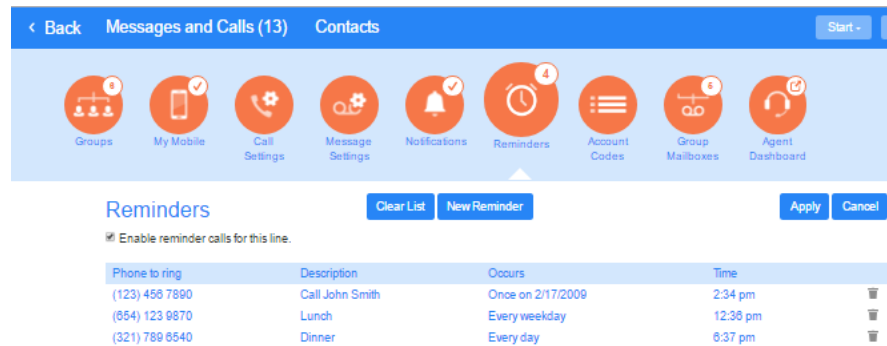 ‹ Back Messages and Calls (13) Contacts Start
6 4 6
Groups My Mobile Call Settings Message Settings Notifications Reminders Account Codes Group Mailboxes Agent Dashboard
Reminders Clear List New Reminder Apply Cancel
Enable reminder calls for this line.
Phone to ring Description Occurs Time
(123) 456 7890 Call John Smith Once on 2/17/2009 2:34 pm
(654) 123 9870 Lunch Every weekday 12:36 pm
(321) 789 6540 Dinner Every day 6:37 pm